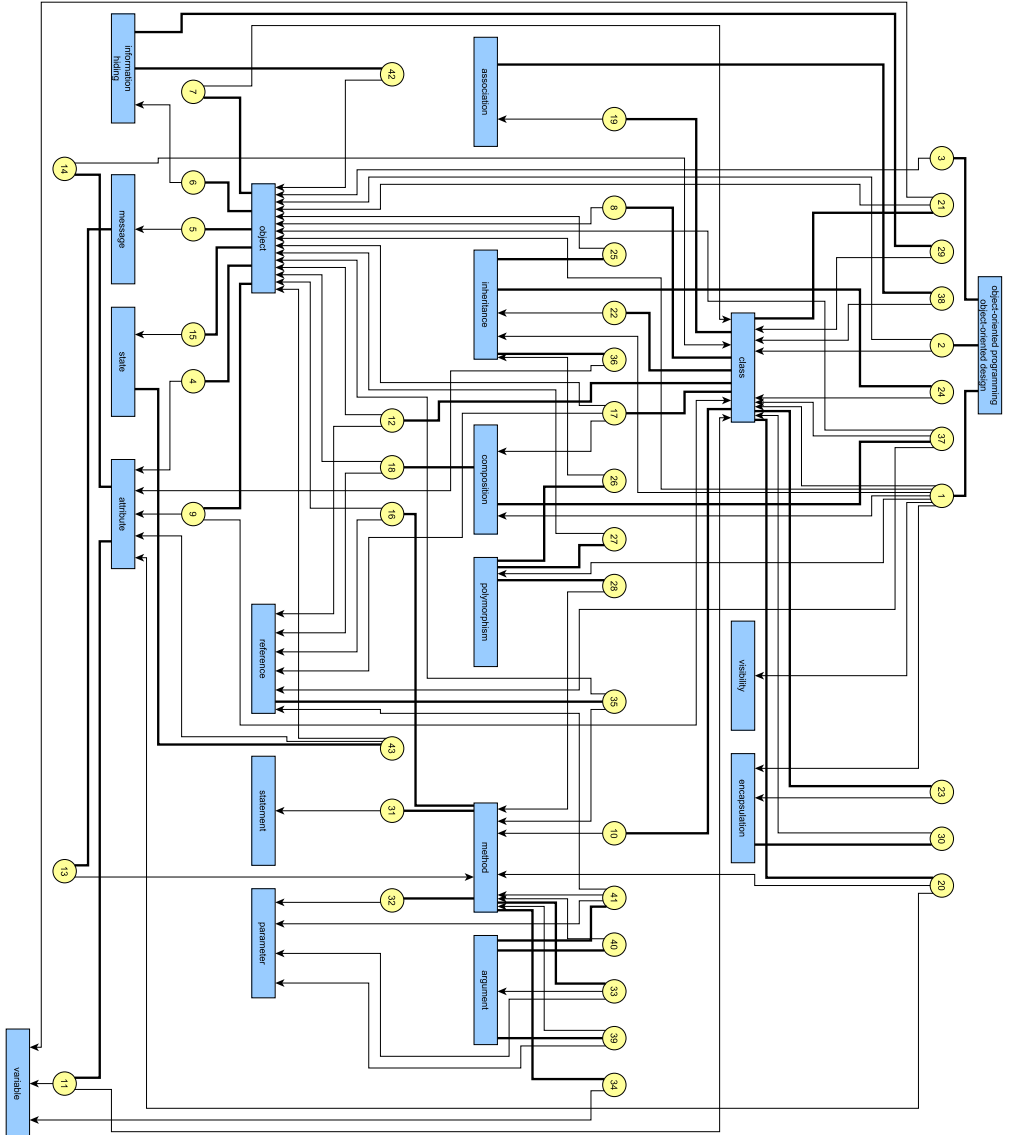 object-oriented programming
object-oriented design
3
21
29
38
2
24
37
1
23
30
20
class
visibility
encapsulation
19
8
25
22
36
17
26
27
28
35
10
41
40
33
39
34
association
inheritance
composition
polymorphism
method
argument
42
12
18
16
43
31
32
object
reference
statement
parameter
7
6
5
15
4
9
information
hiding
message
state
attribute
14
13
11
variable